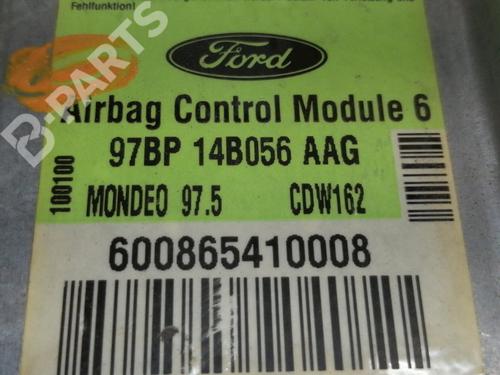 Fehlfunktion)
Ford
Airbag Control Module 6
97BP 14B056 AAG
100100
MONDEO 97.5 CDW162
600865410008
B-PARTS